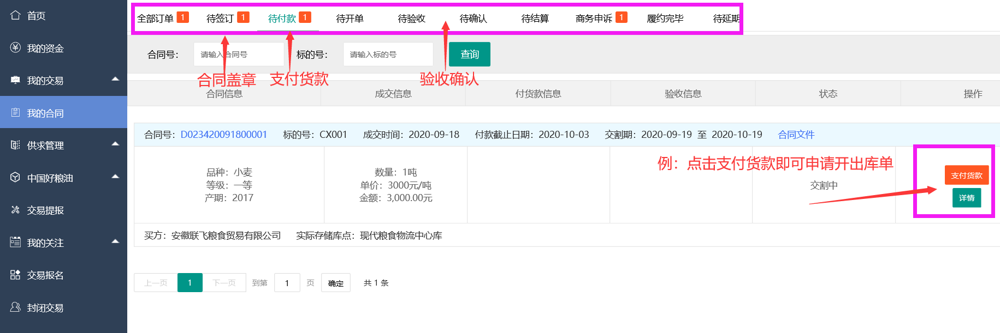 首页
我的资金
我的交易
我的合同
供求管理
中国好粮油
交易提报
我的关注
交易报名
封闭交易
全部订单 1 待签订 1 待付款 1 待开单 待验收 待确认 待结算 商务申诉 1 履约完毕 待延期
合同号： 请输入合同号 标的号： 请输入标的号 查询
合同盖章 支付货款 验收确认
合同信息 成交信息 付货款信息 验收信息 状态 操作
合同号：D023420091800001 标的号：CX001 成交时间：2020-09-18 付款截止日期：2020-10-03 交割期：2020-09-19 至 2020-10-19 合同文件
例：点击支付货款即可申请开出库单
品种：小麦
等级：一等
产期：2017
数量：1吨
单价：3000元/吨
金额：3,000.00元
交割中
支付货款
详情
买方：安徽联飞粮食贸易有限公司 实际存储库点：现代粮食物流中心库
上一页 1 下一页 到第 1 页 确定 共 1 条